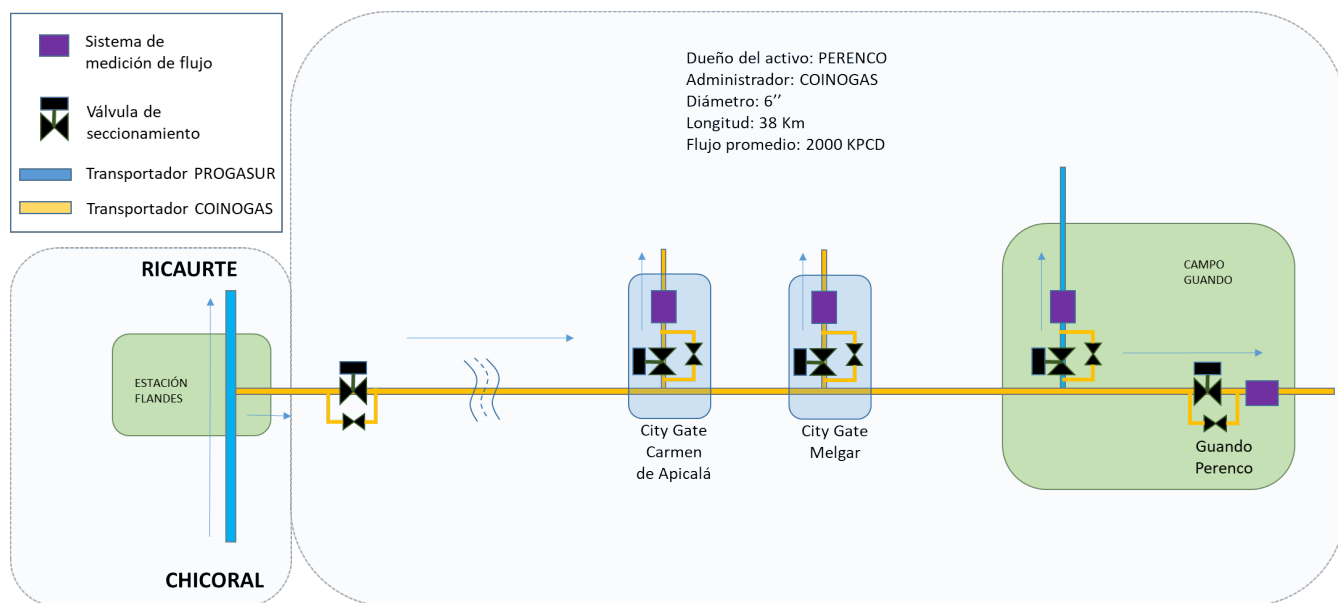 Sistema de
medición de flujo
Válvula de
seccionamiento
Transportador PROGASUR
Transportador COINOGAS
Dueño del activo: PERENCO
Administrador: COINOGAS
Diámetro: 6’’
Longitud: 38 Km
Flujo promedio: 2000 KPCD
RICAURTE
ESTACIÓN
FLANDES
CHICORAL
City Gate
Carmen
de Apicalá
City Gate
Melgar
CAMPO
GUANDO
Guando
Perenco